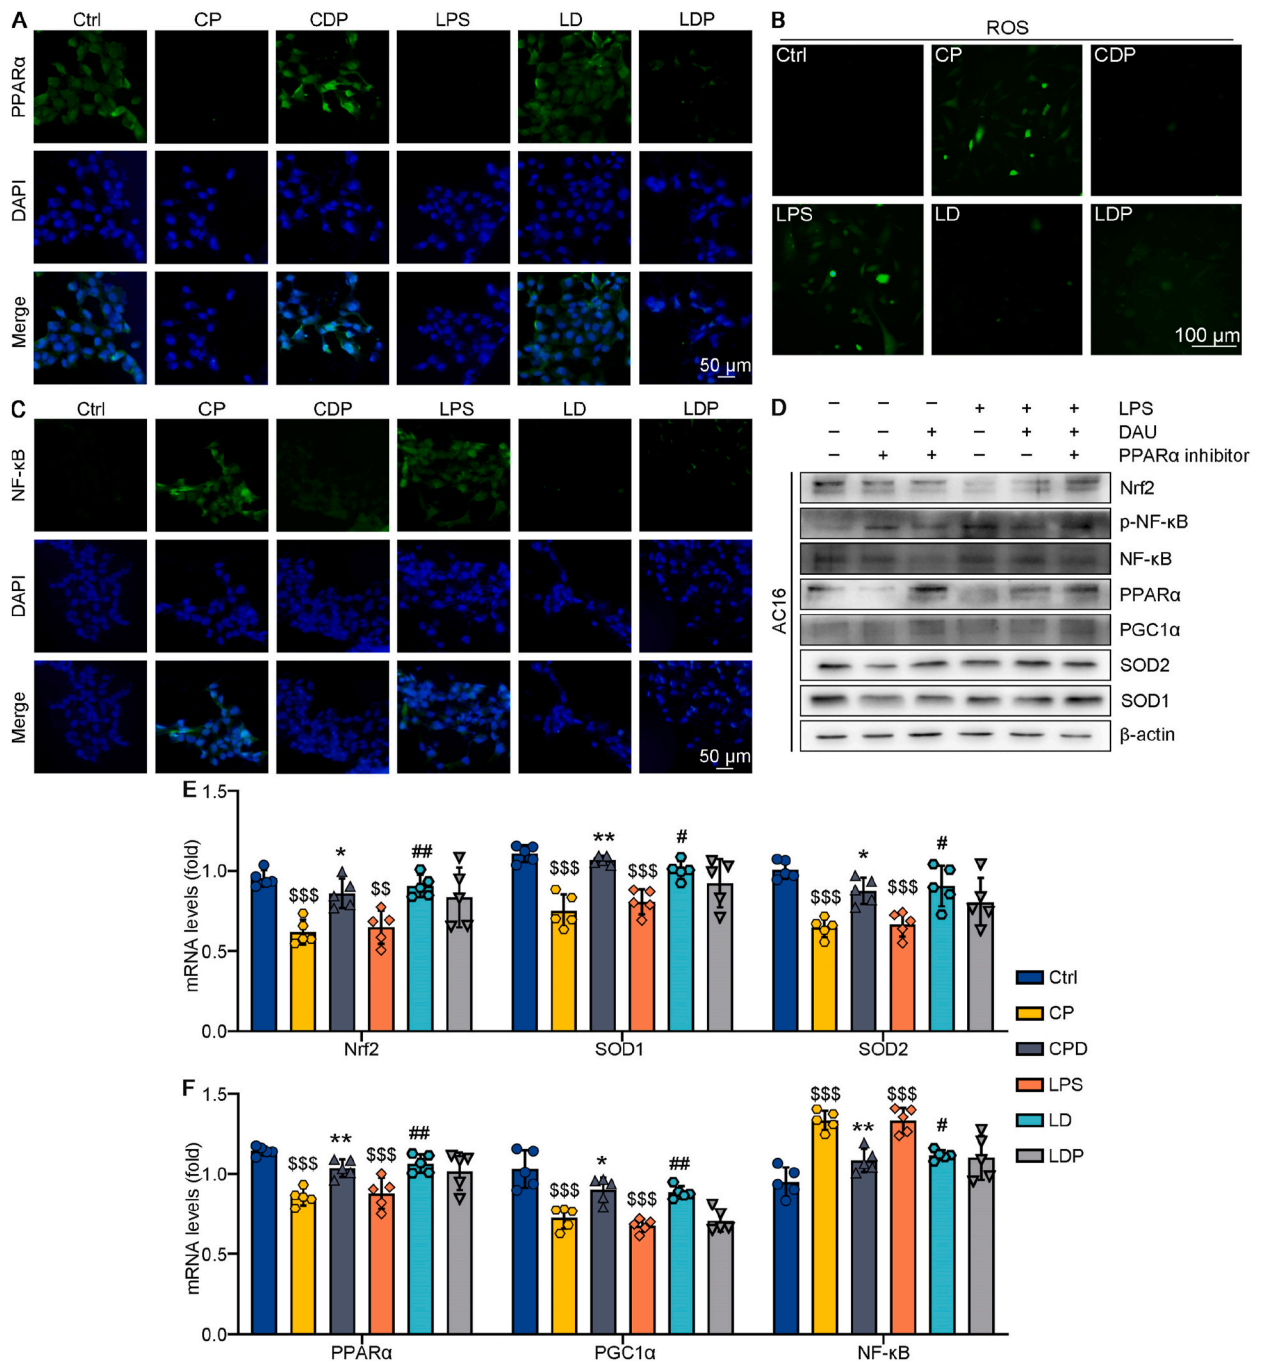 A
Ctrl CP CDP LPS LD LDP
PPARα
DAPI
Merge
50 μm
B
ROS
Ctrl CP CDP
LPS LD LDP
100 μm
C
Ctrl CP CDP LPS LD LDP
NF-κB
DAPI
Merge
50 μm
D
− − − + + + LPS
− − + − + + DAU
− + + − − + PPARα inhibitor
AC16
Nrf2
p-NF-κB
NF-κB
PPARα
PGC1α
SOD2
SOD1
β-actin
E
mRNA levels (fold)
1.5
1.0
0.5
0.0
$$$ * $$ ##
$$$ ** $$$ #
$$$ * $$$ #
Nrf2 SOD1 SOD2
Ctrl
CP
CPD
LPS
LD
LDP
F
mRNA levels (fold)
1.5
1.0
0.5
0.0
$$$ ** $$$ ##
$$$ * $$$ ##
$$$ ** $$$ #
PPARα PGC1α NF-κB